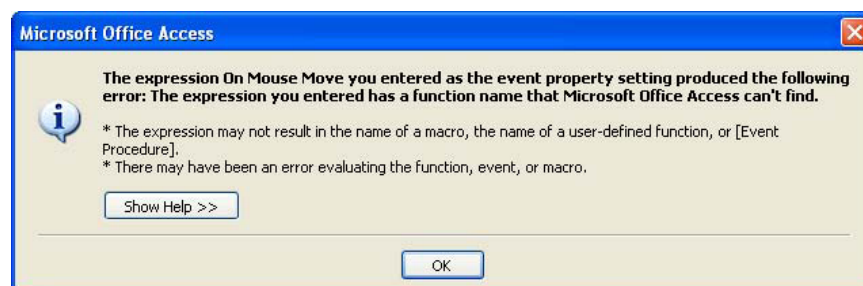 Microsoft Office Access
The expression On Mouse Move you entered as the event property setting produced the following
error: The expression you entered has a function name that Microsoft Office Access can't find.
* The expression may not result in the name of a macro, the name of a user-defined function, or [Event
Procedure].
* There may have been an error evaluating the function, event, or macro.
Show Help >>
OK